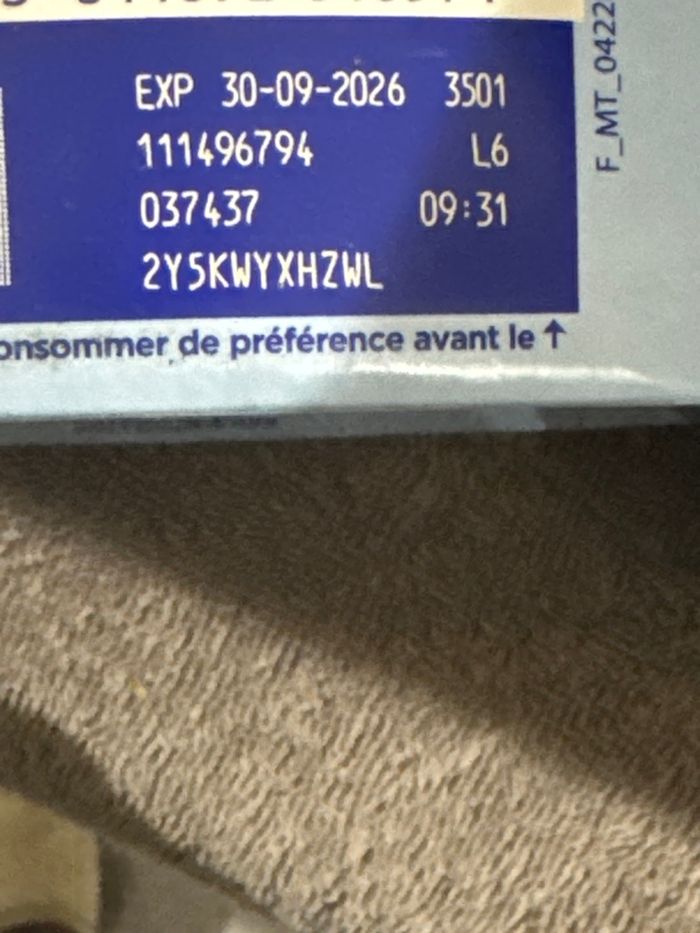 EXP 30-09-2026 3501
111496794 L6
037437 09:31
2Y5KWYXHZWL
onsommer de préférence avant le ↑
F_MT_0422